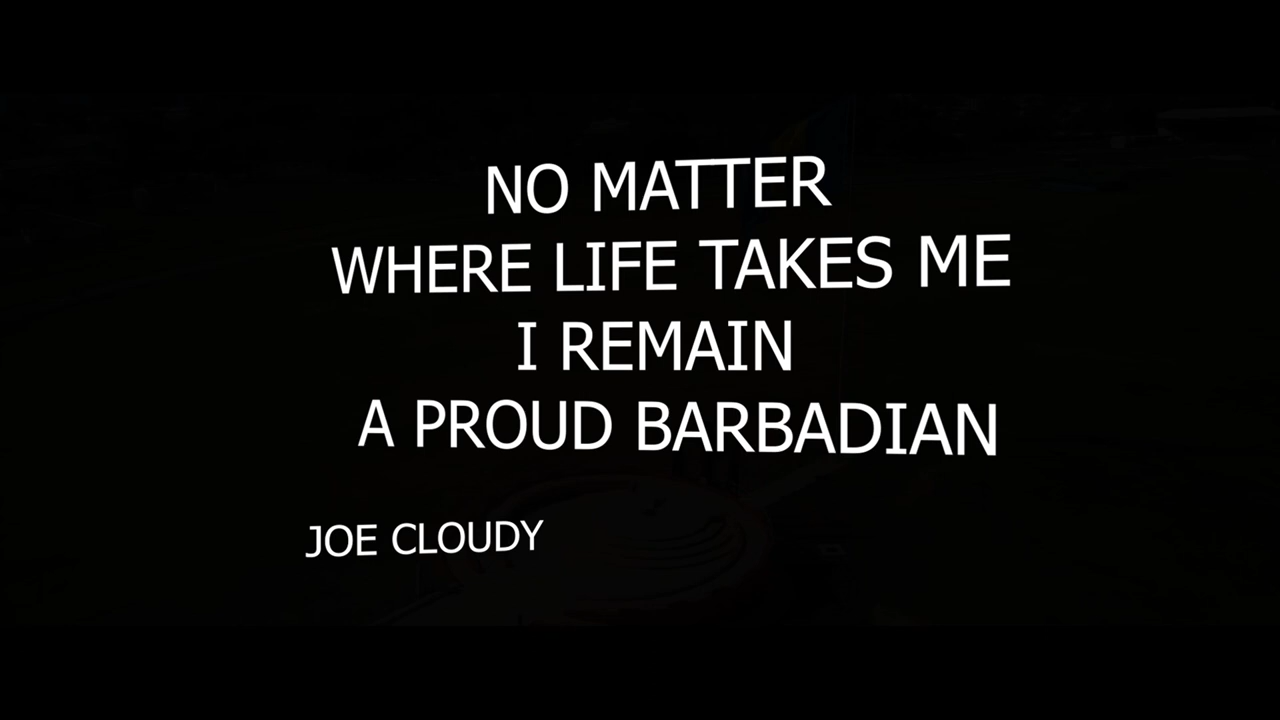 NO MATTER
WHERE LIFE TAKES ME
I REMAIN
A PROUD BARBADIAN
JOE CLOUDY